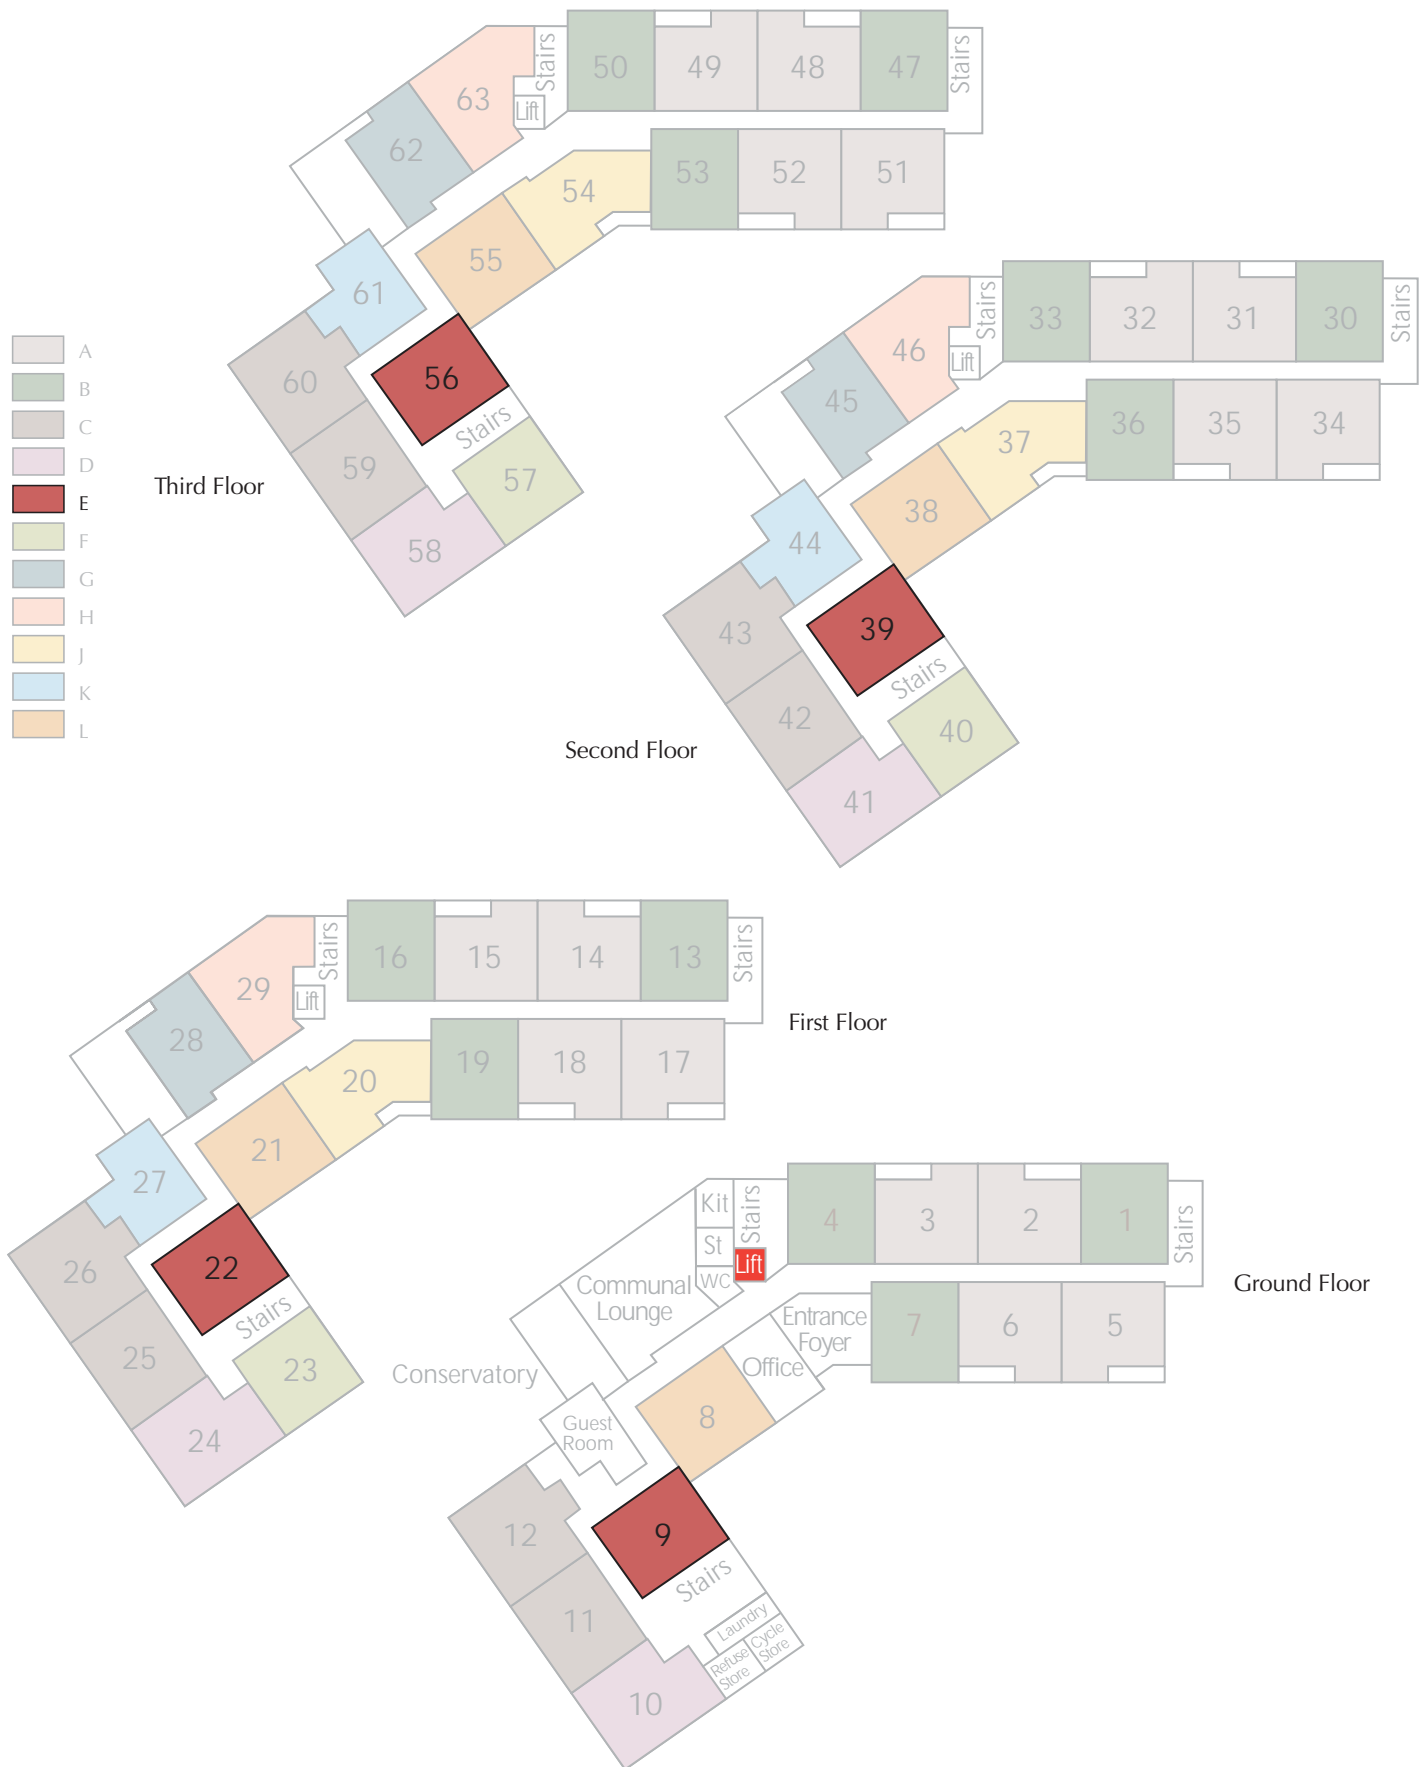 50
49
48
47
Stairs
Stairs
63
Lift
62
53
52
51
54
55
61
56
60
Stairs
59
57
58
Third Floor
A
B
C
D
E
F
G
H
J
K
L
33
32
31
30
Stairs
Stairs
46
Lift
45
36
35
34
37
38
44
39
43
Stairs
42
40
41
Second Floor
16
15
14
13
Stairs
Stairs
29
Lift
28
19
18
17
20
21
27
22
26
Stairs
25
23
24
First Floor
Kit
Stairs
St
Lift
WC
4
3
2
1
Stairs
Communal
Lounge
Entrance
Foyer
7
6
5
Ground Floor
Conservatory
Office
8
Guest
Room
12
9
Stairs
11
Laundry
Cycle
Store
Refuse
Store
10